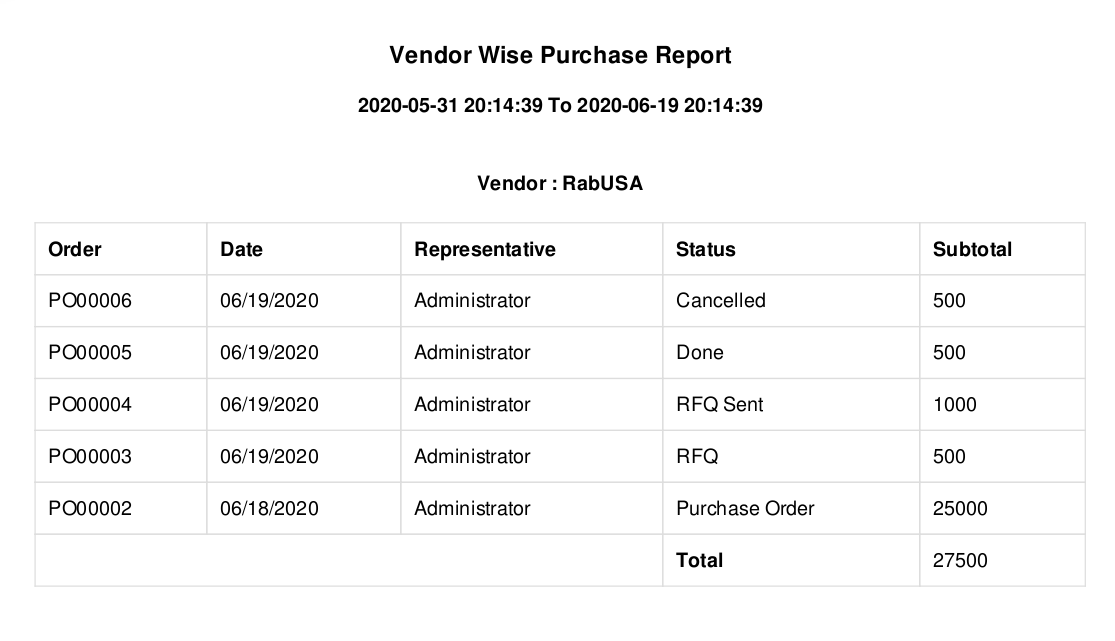 Vendor Wise Purchase Report
2020-05-31 20:14:39 To 2020-06-19 20:14:39
Vendor : RabUSA
Order Date Representative Status Subtotal
PO00006 06/19/2020 Administrator Cancelled 500
PO00005 06/19/2020 Administrator Done 500
PO00004 06/19/2020 Administrator RFQ Sent 1000
PO00003 06/19/2020 Administrator RFQ 500
PO00002 06/18/2020 Administrator Purchase Order 25000
Total 27500